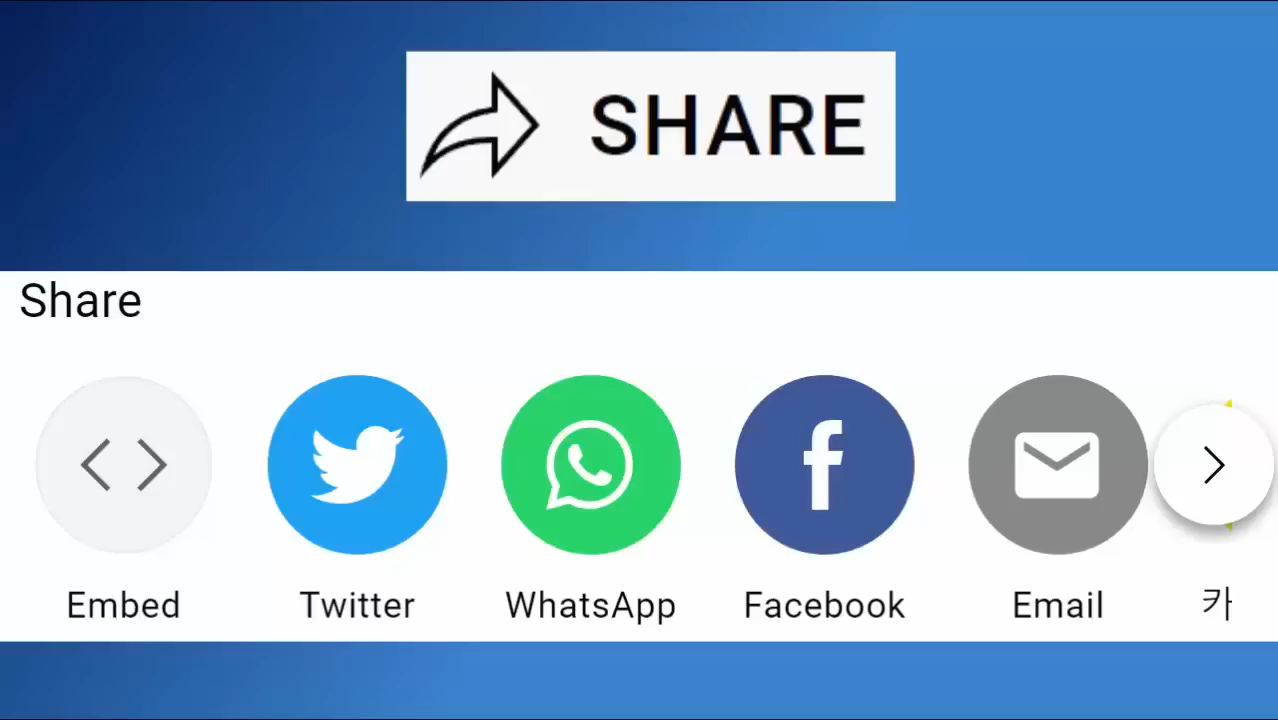 SHARE
Share
Embed
Twitter
WhatsApp
Facebook
Email
카